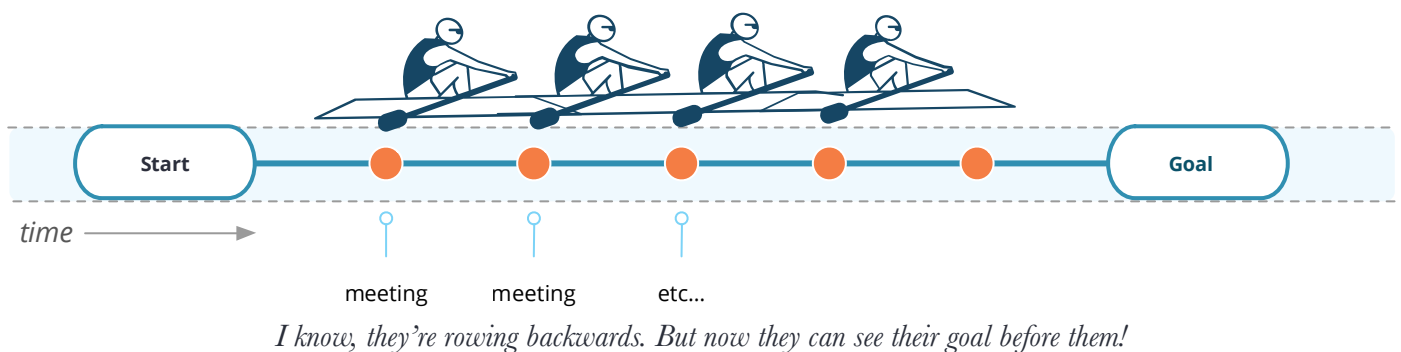 Start
Goal
time
meeting
meeting
etc...
I know, they're rowing backwards. But now they can see their goal before them!